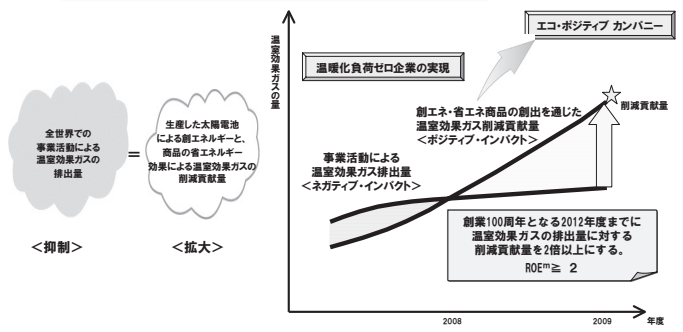 エコ・ポジティブ カンパニー
温室効果ガスの量
温暖化負荷ゼロ企業の実現
創エネ・省エネ商品の創出を通じた
温室効果ガス削減貢献量
＜ポジティブ・インパクト＞
削減貢献量
全世界での
事業活動による
温室効果ガスの
排出量
＝
生産した太陽電池
による創エネルギーと、
商品の省エネルギー
効果による温室効果ガスの
削減貢献量
事業活動による
温室効果ガス排出量
＜ネガティブ・インパクト＞
＜抑制＞
＜拡大＞
創業100周年となる2012年度までに
温室効果ガスの排出量に対する
削減貢献量を2倍以上にする。
ROEᵐ≧ 2
2008
2009
年度